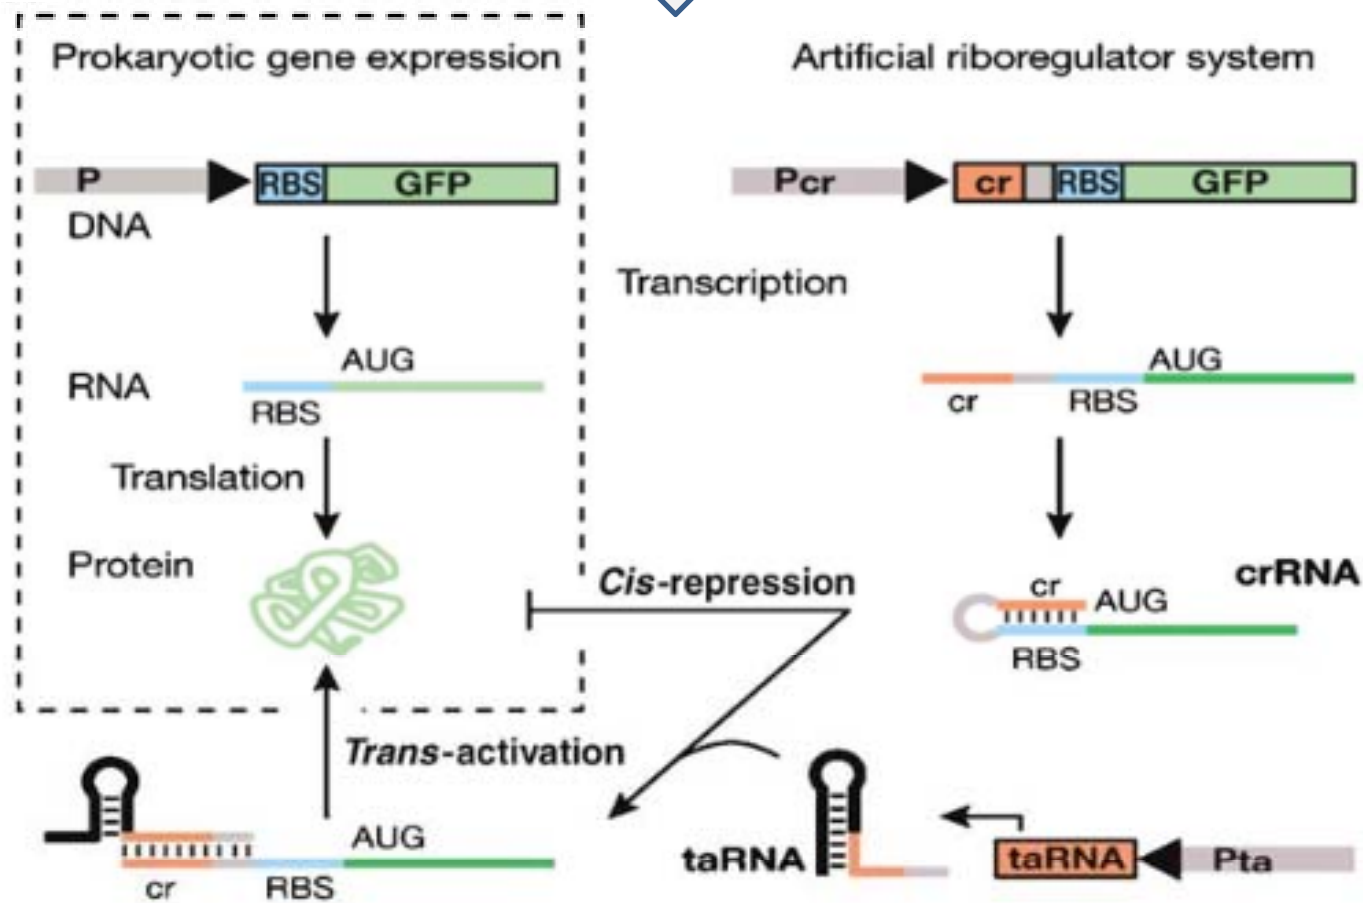 Prokaryotic gene expression
P
RBS
GFP
DNA
AUG
RNA
RBS
Translation
Protein
Artificial riboregulator system
Pcr
cr
RBS
GFP
Transcription
AUG
cr
RBS
crRNA
cr
AUG
RBS
Cis-repression
Trans-activation
AUG
cr
RBS
taRNA
taRNA
Pta